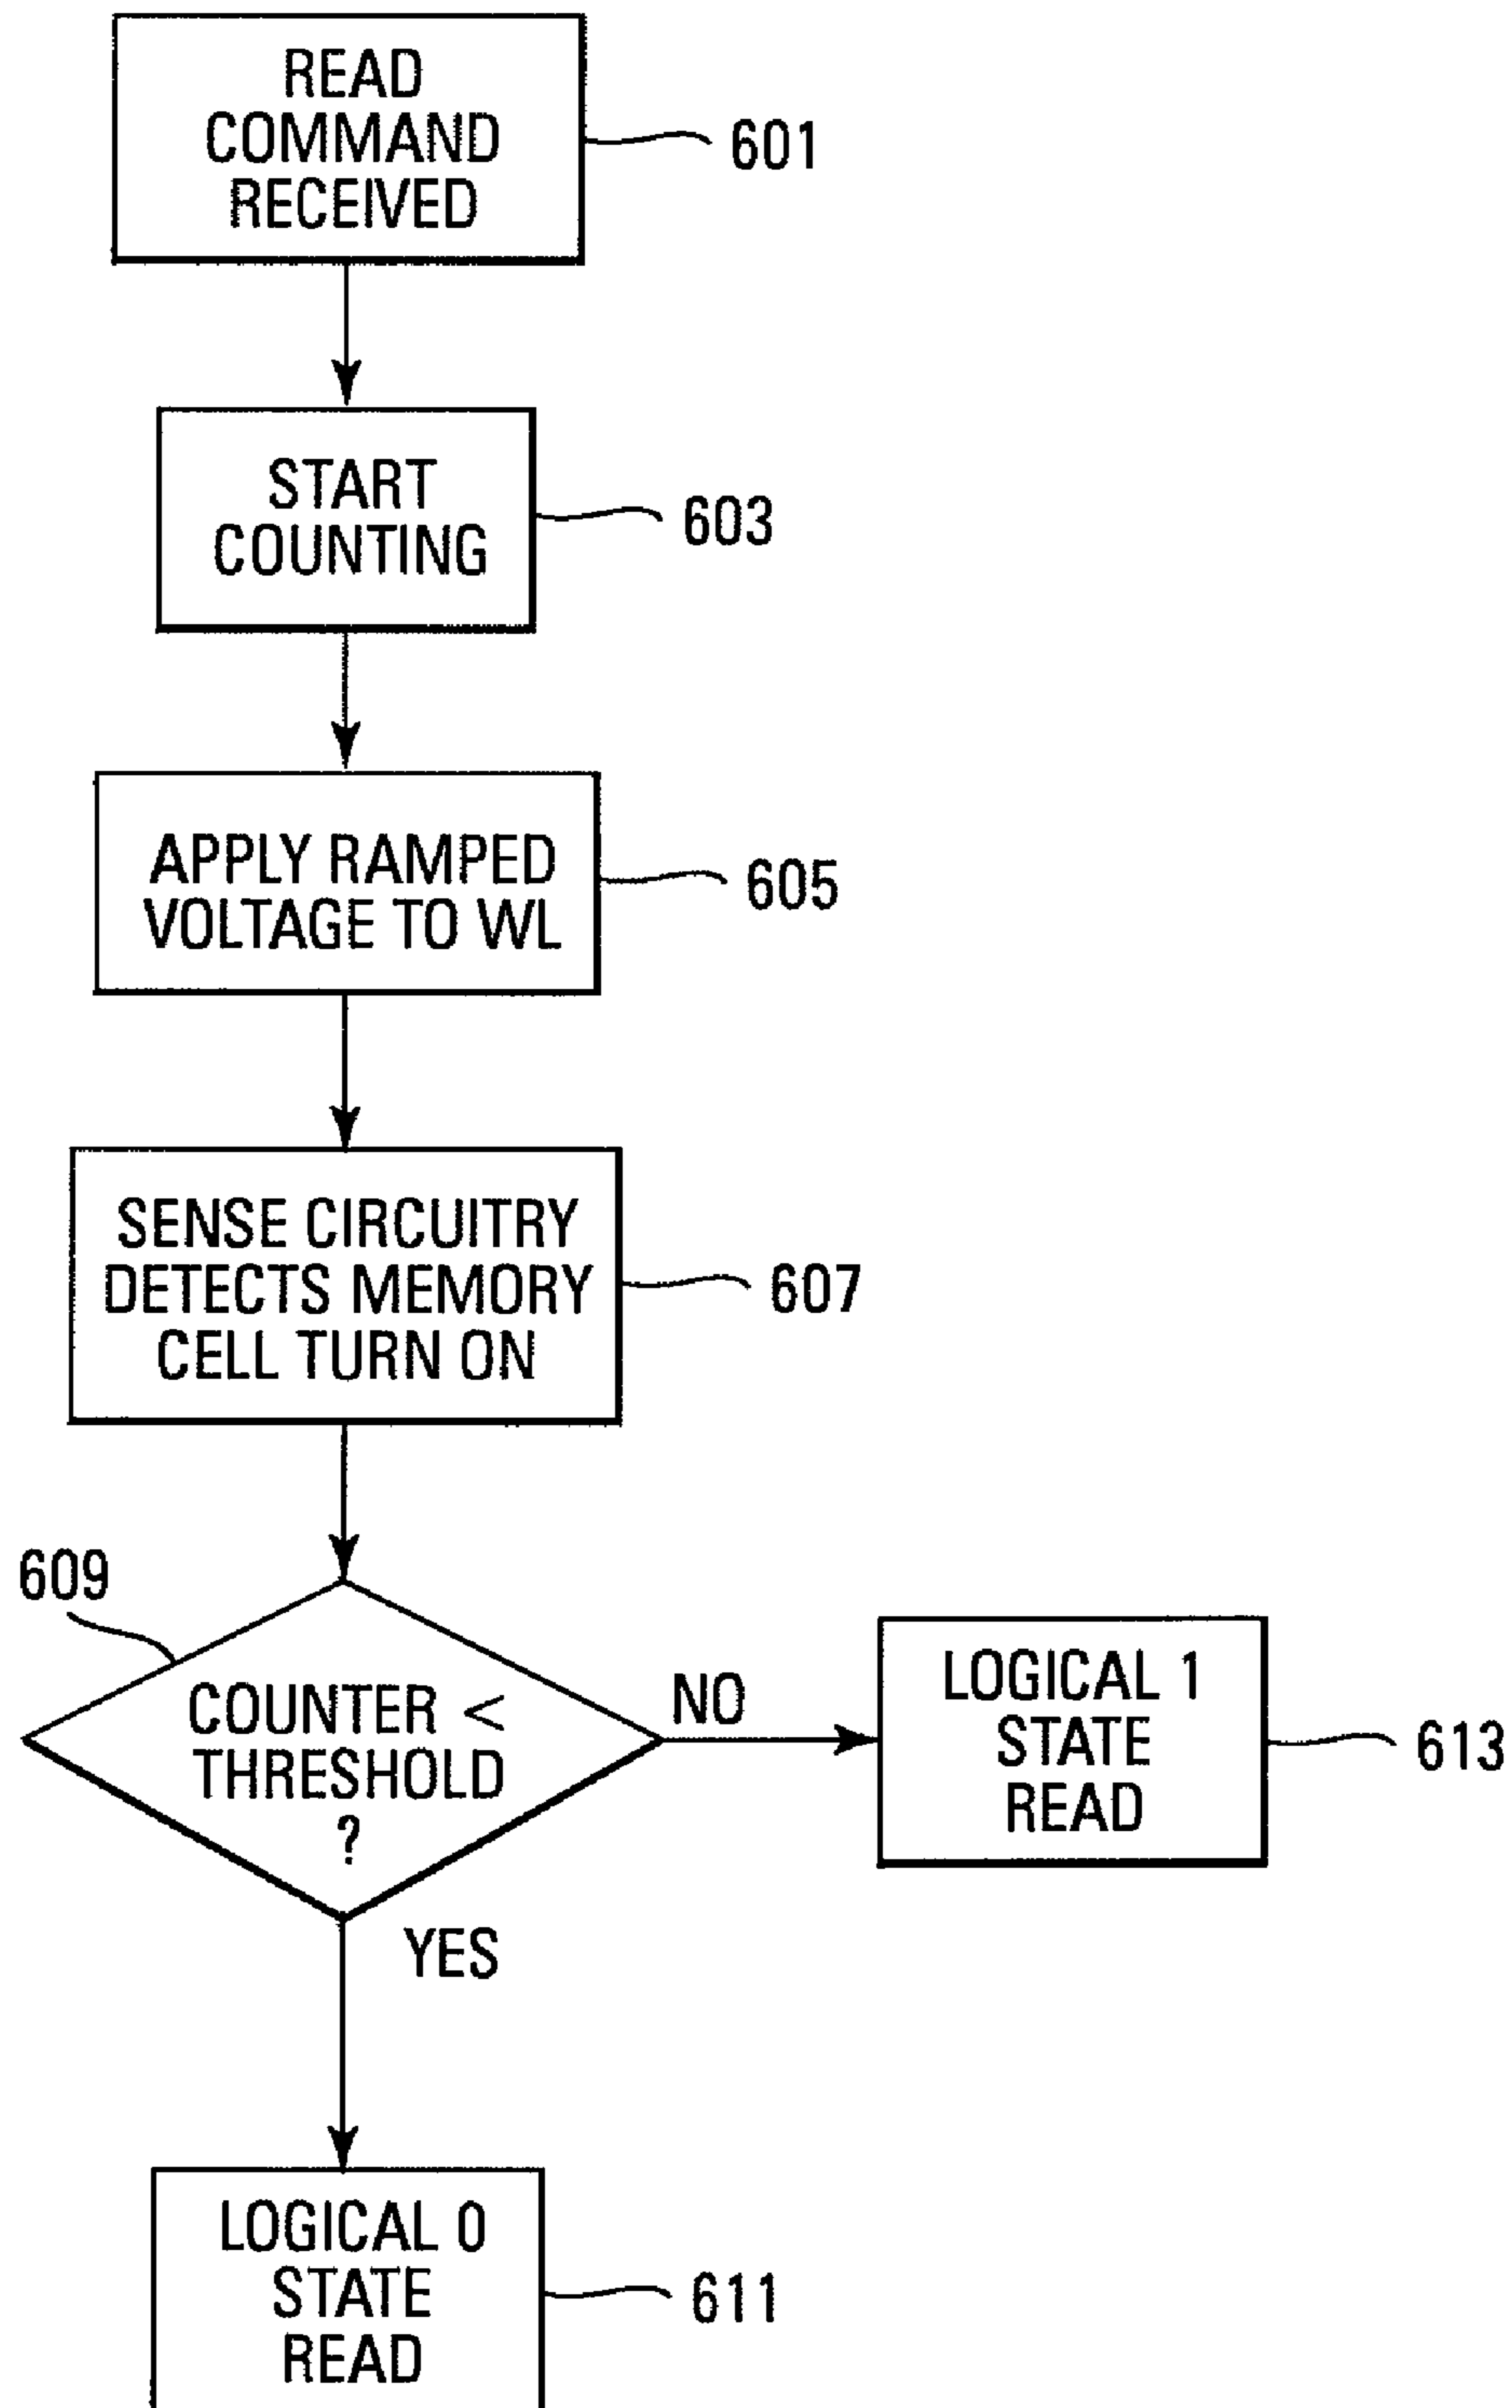 READ
COMMAND
RECEIVED
601
START
COUNTING
603
APPLY RAMPED
VOLTAGE TO WL
605
SENSE CIRCUITRY
DETECTS MEMORY
CELL TURN ON
607
609
COUNTER <
THRESHOLD
?
NO
YES
LOGICAL 1
STATE
READ
613
LOGICAL 0
STATE
READ
611